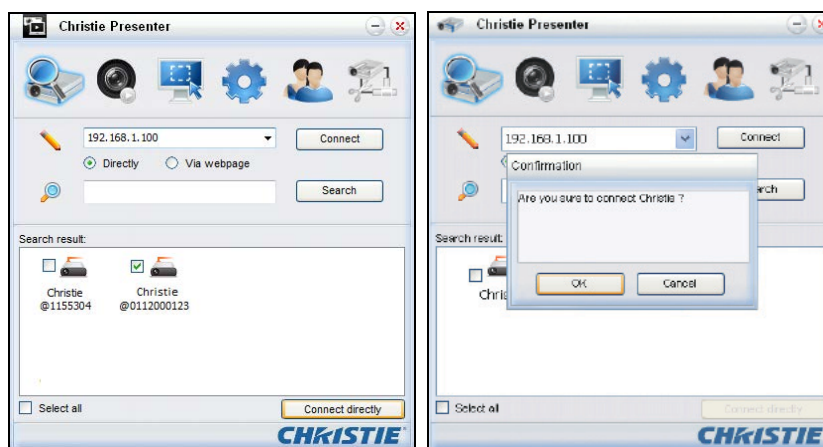 Christie Presenter
192.168.1.100
Connect
Directly
Via webpage
Search
Search result:
Christie
@1155304
Christie
@0112000123
Select all
Connect directly
CHRISTIE
Christie Presenter
192.168.1.100
Connect
Confirmation
Are you sure to connect Christie ?
OK
Cancel
Search result
Select all
Connect directly
CHRISTIE